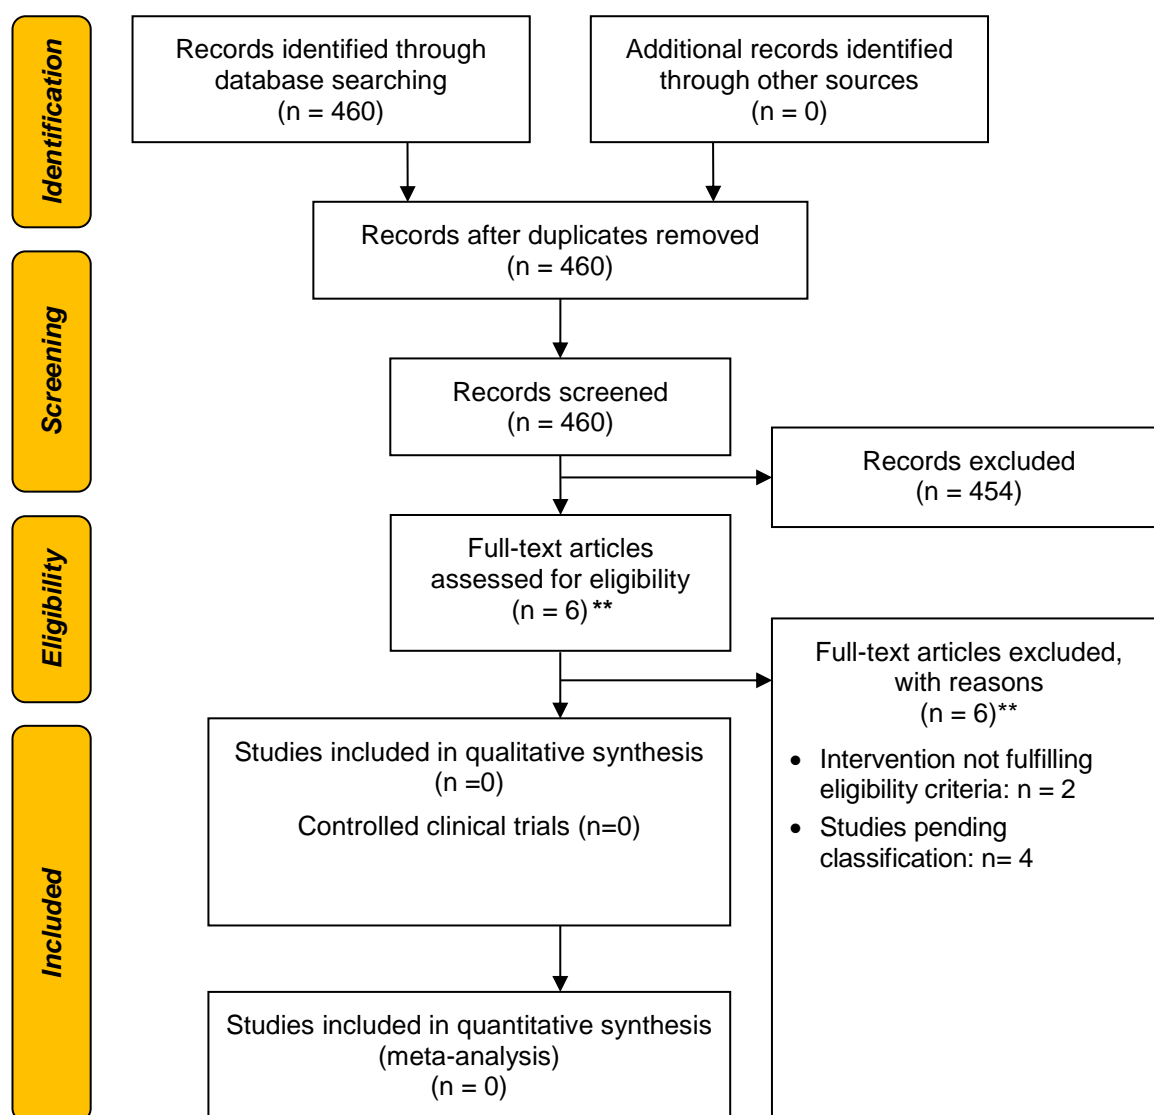 Identification
Records identified through
database searching
(n = 460)
Additional records identified
through other sources
(n = 0)
Records after duplicates removed
(n = 460)
Screening
Records screened
(n = 460)
Records excluded
(n = 454)
Eligibility
Full-text articles
assessed for eligibility
(n = 6) **
Full-text articles excluded,
with reasons
(n = 6)**
• Intervention not fulfilling
eligibility criteria: n = 2
• Studies pending
classification: n= 4
Included
Studies included in qualitative synthesis
(n =0)
Controlled clinical trials (n=0)
Studies included in quantitative synthesis
(meta-analysis)
(n = 0)